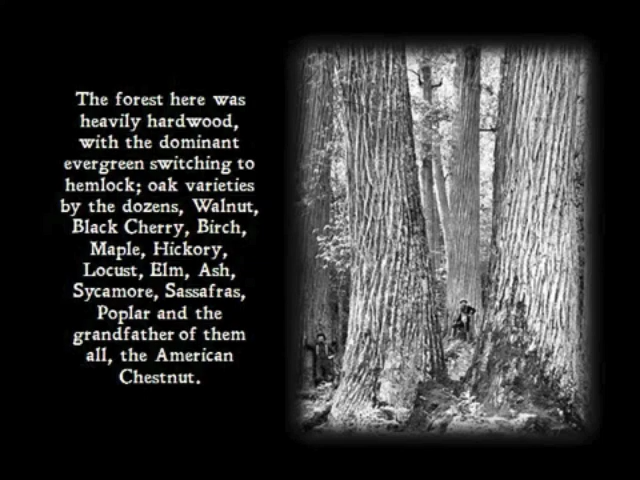 The forest here was
heavily hardwood,
with the dominant
evergreen switching to
hemlock; oak varieties
by the dozens, Walnut,
Black Cherry, Birch,
Maple, Hickory,
Locust, Elm, Ash,
Sycamore, Sassafras,
Poplar and the
grandfather of them
all, the American
Chestnut.